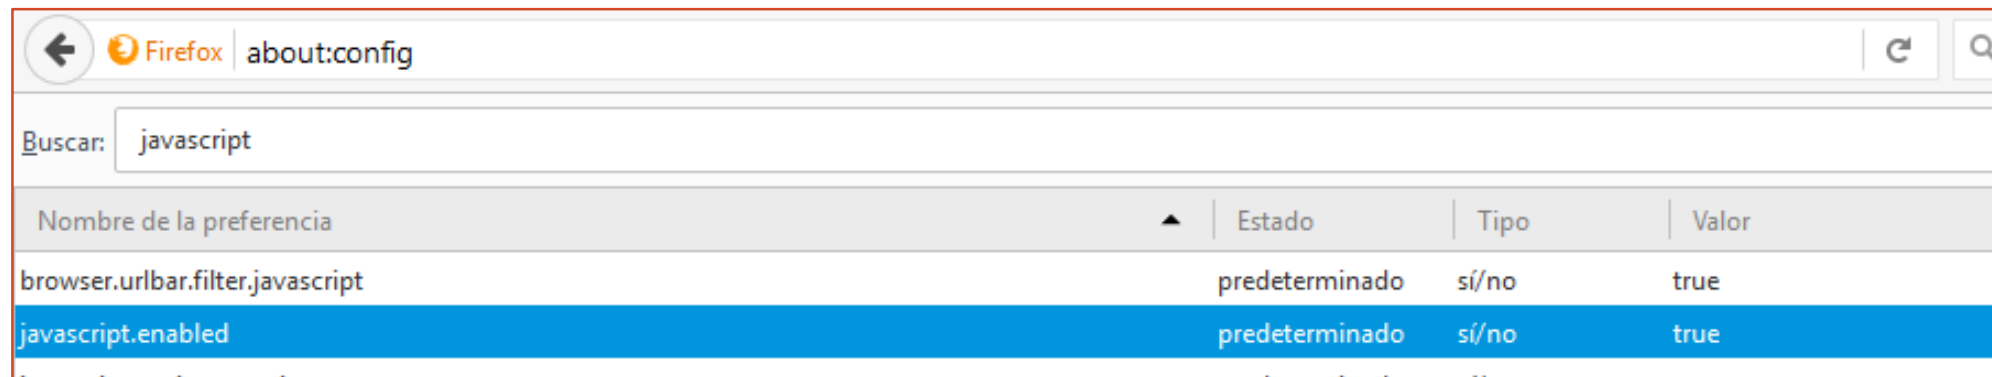 Firefox about:config
Buscar: javascript
Nombre de la preferencia Estado Tipo Valor
browser.urlbar.filter.javascript predeterminado sí/no true
javascript.enabled predeterminado sí/no true